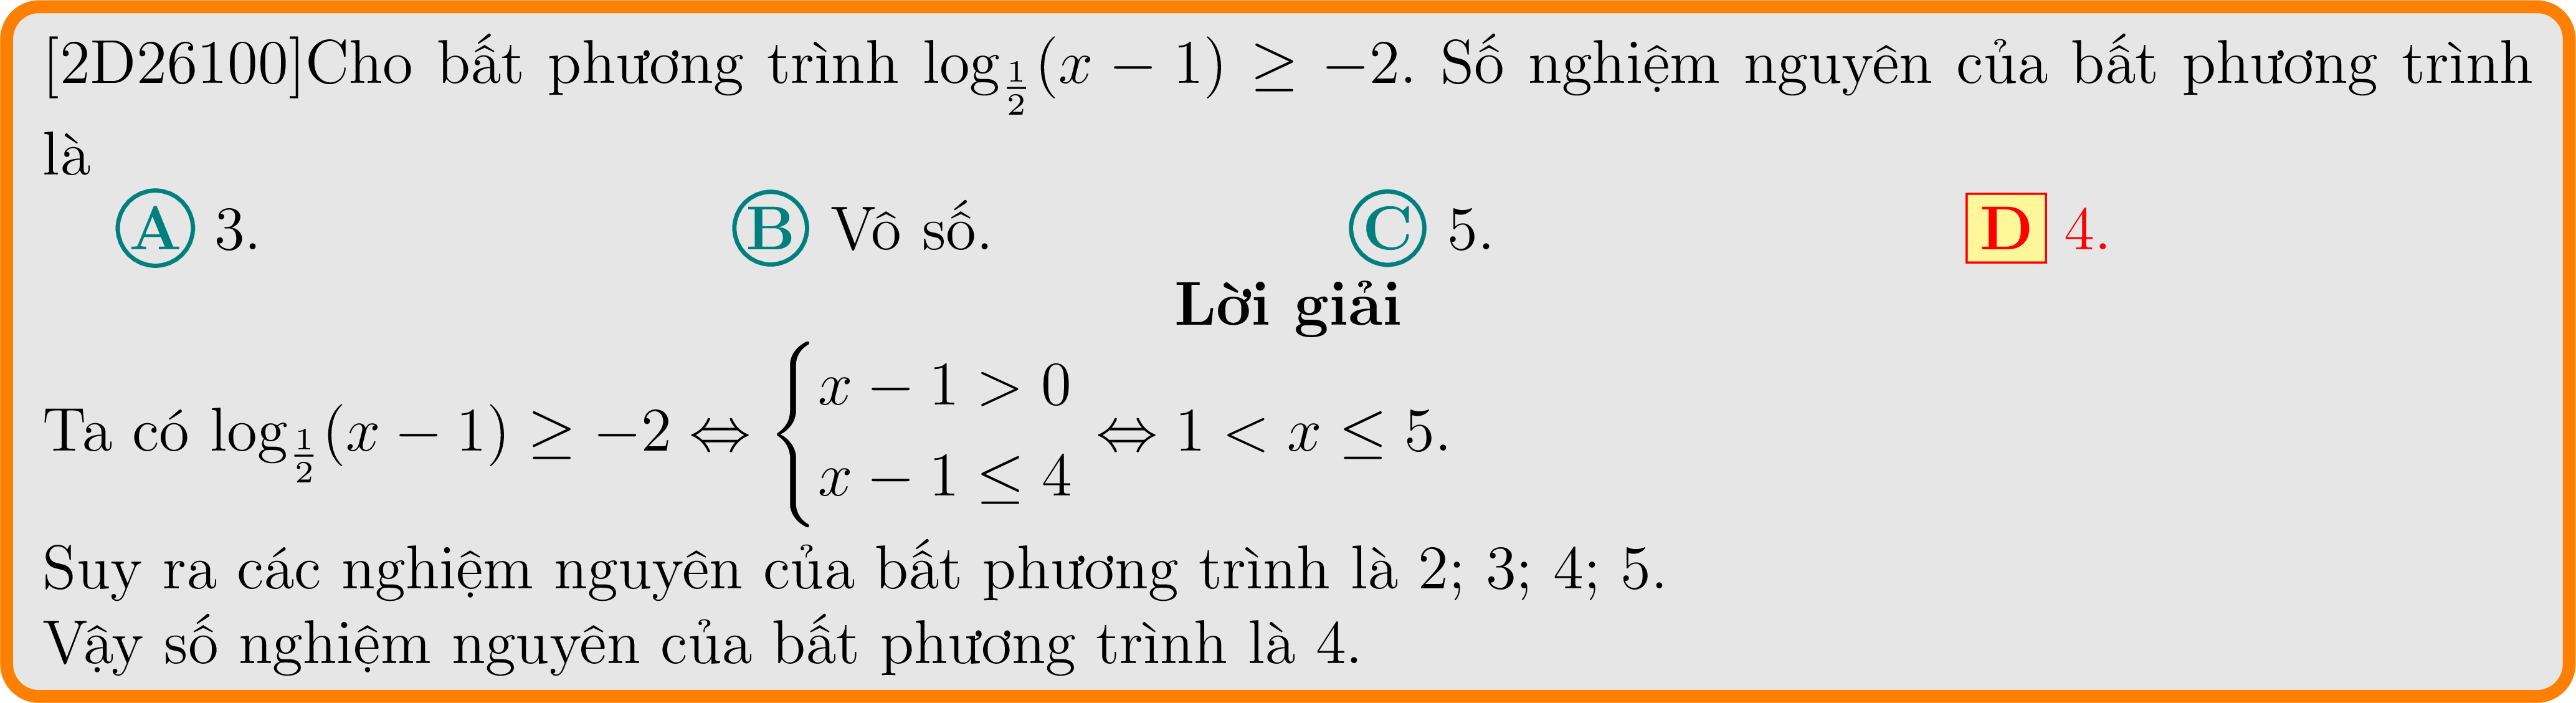 [2D26100]Cho bất phương trình $\log_{\frac{1}{2}}(x-1) \geq -2$. Số nghiệm nguyên của bất phương trình
là
A 3. B Vô số. C 5. D 4.
Lời giải
Ta có $\log_{\frac{1}{2}}(x-1) \geq -2 \Leftrightarrow \begin{cases} x-1>0 \\ x-1 \leq 4 \end{cases} \Leftrightarrow 1 < x \leq 5$.
Suy ra các nghiệm nguyên của bất phương trình là 2; 3; 4; 5.
Vậy số nghiệm nguyên của bất phương trình là 4.